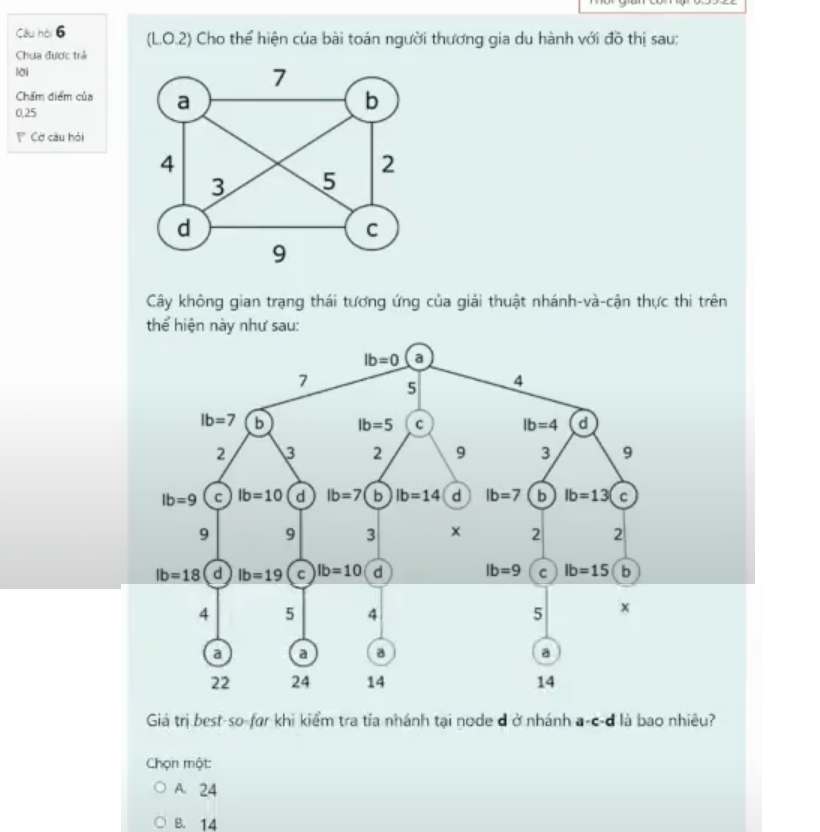 Thời gian còn lại 0:55:22
Câu hỏi 6
Chưa được trả
lời
Chấm điểm của
0,25
Cờ câu hỏi
(L.O.2) Cho thể hiện của bài toán người thương gia du hành với đồ thị sau:
7
a b
4 3 5 2
d c
9
Cây không gian trạng thái tương ứng của giải thuật nhánh-và-cận thực thi trên
thể hiện này như sau:
lb=0 a
7 5 4
lb=7 b lb=5 c lb=4 d
2 3 2 9 3 9
lb=9 c lb=10 d lb=7 b lb=14 d lb=7 b lb=13 c
9 9 3 x 2 2
lb=18 d lb=19 c lb=10 d lb=9 c lb=15 b
4 5 4 5 x
a a a a
22 24 14 14
Giá trị best-so-far khi kiểm tra tỉa nhánh tại node d ở nhánh a-c-d là bao nhiêu?
Chọn một:
A. 24
B. 14